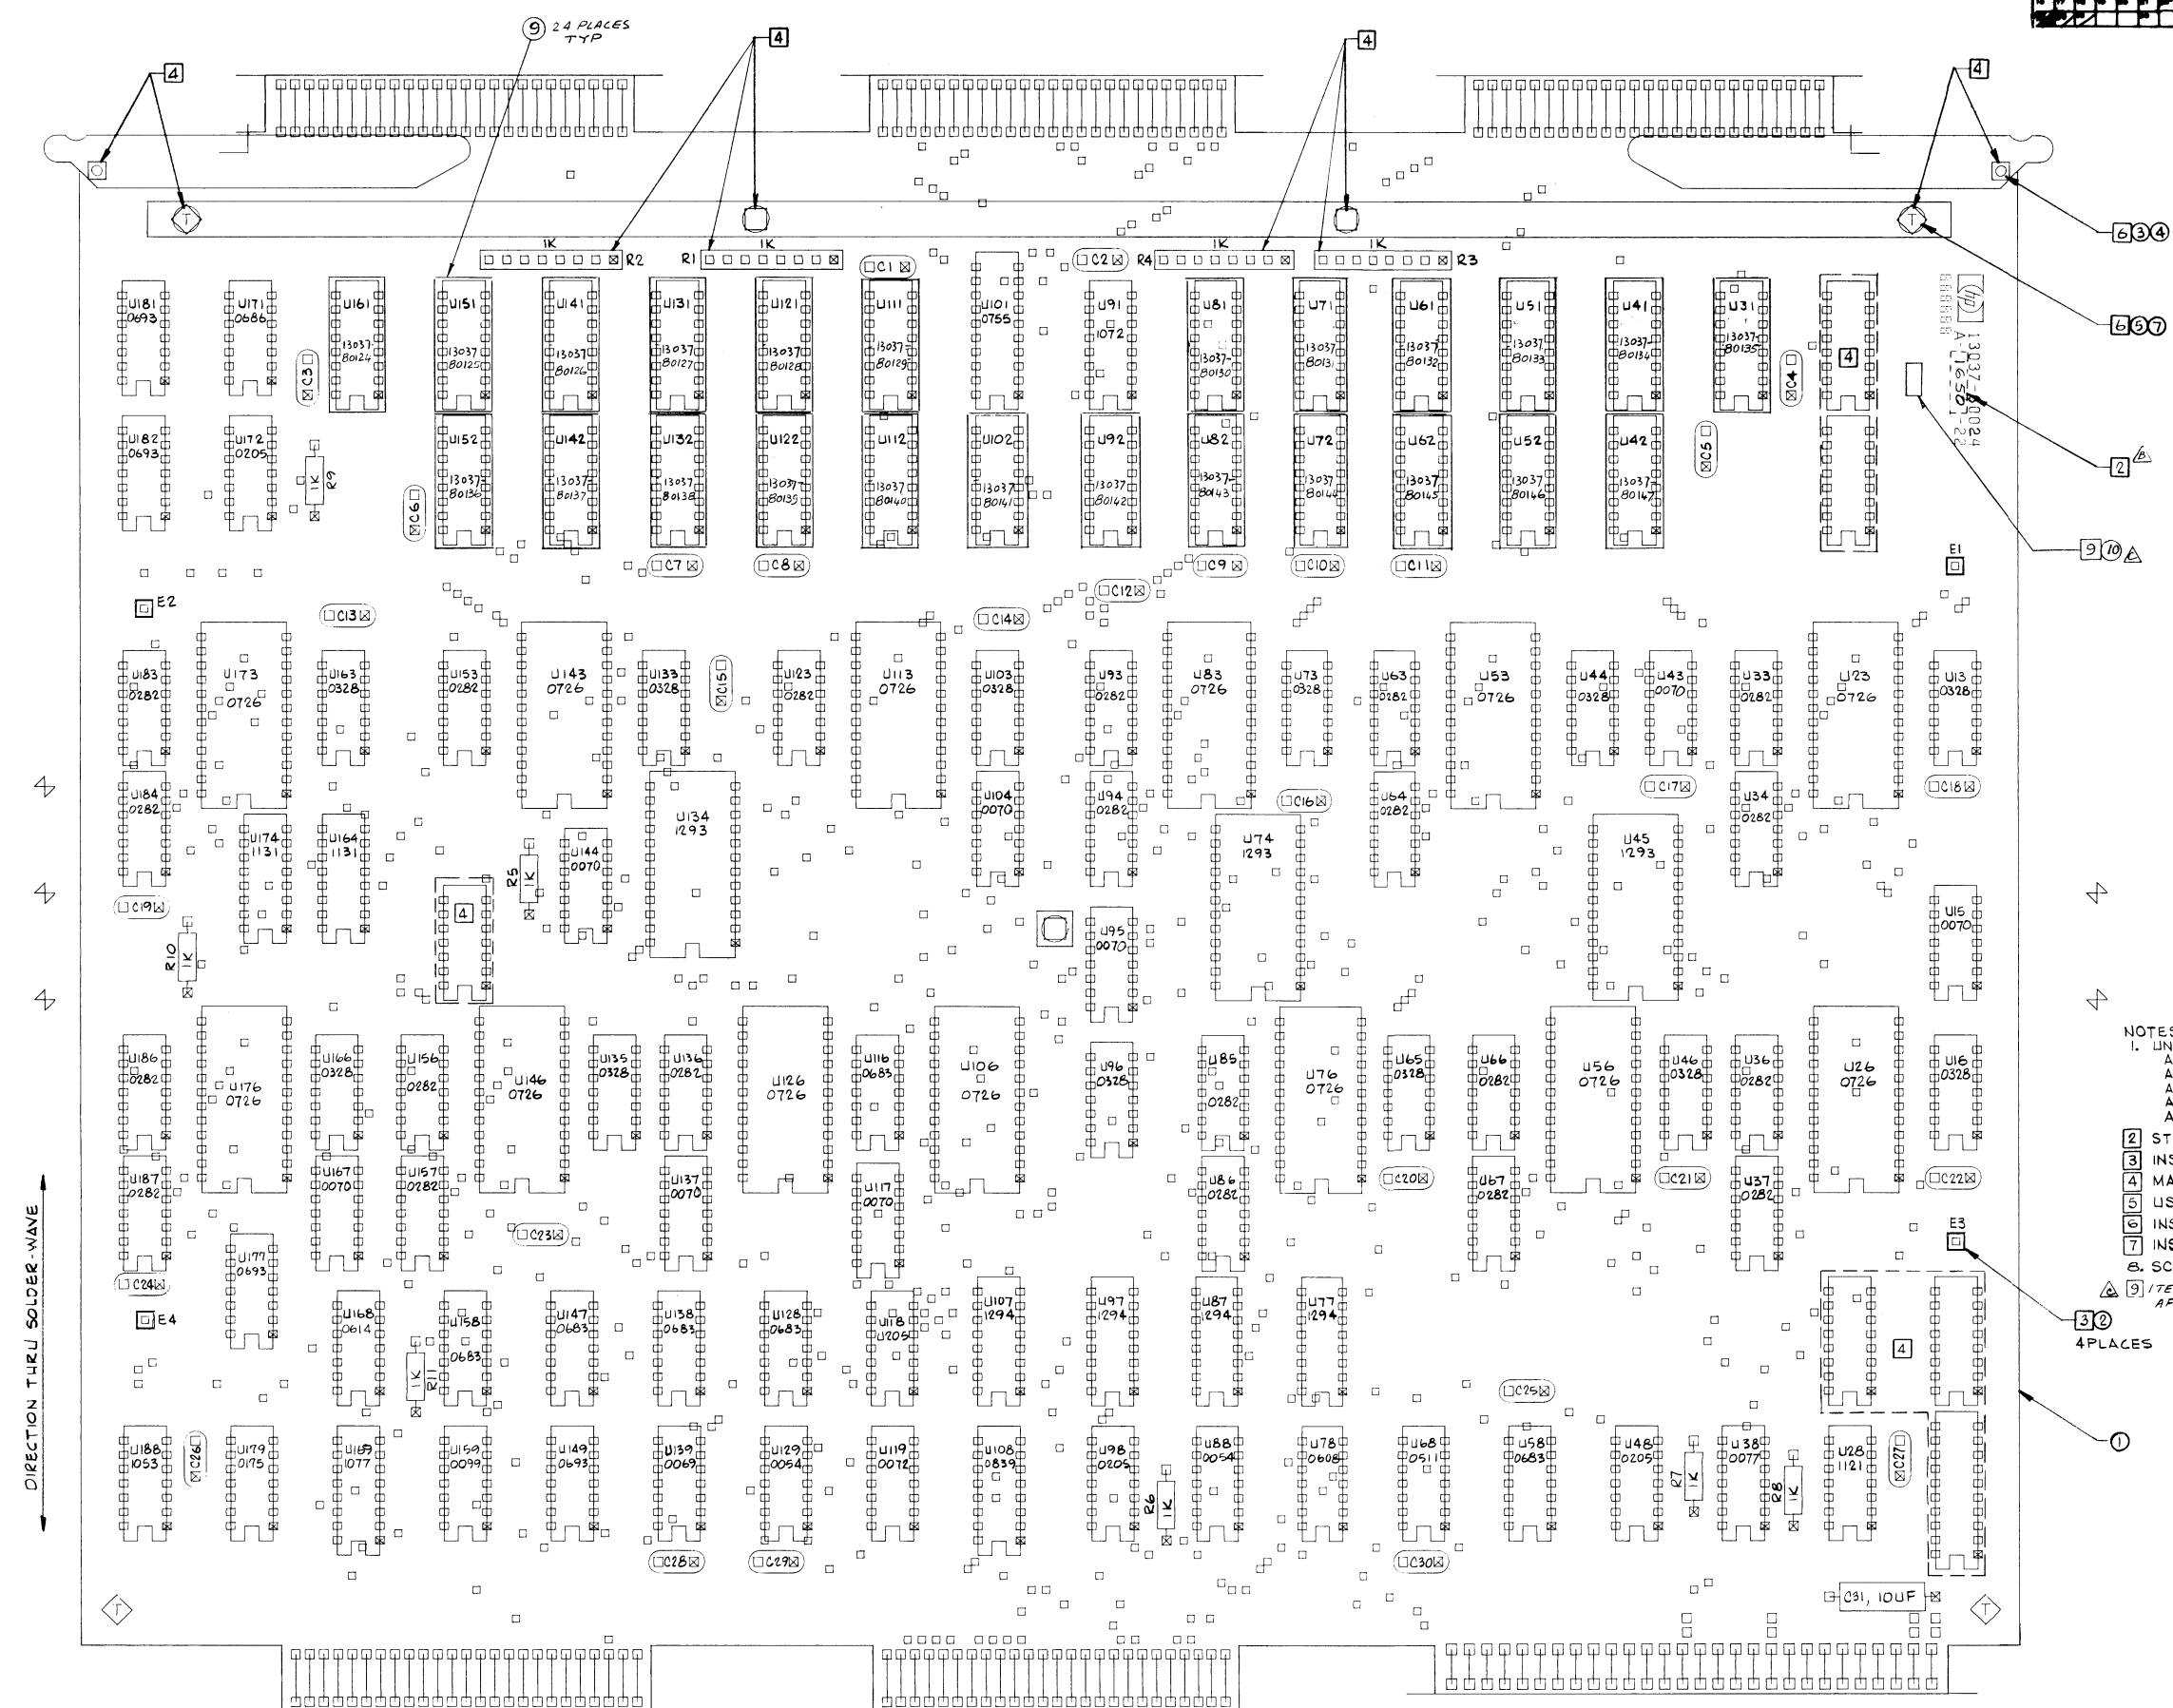 9 24 PLACES
TYP
4
4
4
4
1K R2
R1 1K
C1
C2
R4 1K
1K R3
6 3 4
6 5 7
U181 0693
U171 0686
U161 13037-80124
U151 13037 80125
U141 13037 80126
U131 13037 80127
U121 13037 80128
U111 13037- 80129
U101 0755
U91 1072
U81 13037- 80130
U71 13037 80131
U61 13037 80132
U51 13037 80133
U41 13037 80134
U31 13037- 80135
4
hp
C3
C4
C5
C6
2 B
9 10
U182 0693
U172 0205
1K R9
U152 13037- 80136
U142 13037- 80137
U132 13037 80138
U122 13037- 80139
U112 13037- 80140
U102 13037 80141
U92 13037 80142
U82 13037- 80143
U72 13037 80144
U62 13037 80145
U52 13037 80146
U42 13037- 80147
C7
C8
C9
C10
C11
E1
E2
C12
C13
C14
U183 0282
U173 0726
U163 0328
U153 0282
U143 0726
U133 0328
C15
U123 0282
U113 0726
U103 0328
U93 0282
U83 0726
U73 0328
U63 0282
U53 0726
U44 0328
U43 0070
U33 0282
U23 0726
U13 0328
U184 0282
U174 1131
U164 1131
R5 1K
U144 0070
U134 1293
U104 0070
U94 0282
C16
U74 1293
U64 0282
C17
U45 1293
U34 0282
C18
C19
R10 1K
4
U95 0070
U15 0070
U186 0282
U176 0726
U166 0328
U156 0282
U146 0726
U135 0328
U136 0282
U126 0726
U116 0683
U106 0726
U96 0328
U85 0282
U76 0726
U65 0328
U66 0282
U56 0726
U46 0328
U36 0282
U26 0726
U16 0328
NOTES
1. UN
2 ST
3 INS
4 MA
5 US
6 INS
7 INS
8. SC
9 ITE
AF
U187 0282
U167 0070
U157 0282
U137 0070
U117 0070
U86 0282
C20
U67 0282
C21
U37 0282
C22
C23
U177 0693
C24
E3
E4
3 2
4 PLACES
U168 0614
R11 1K
U158 0683
U147 0683
U138 0683
U128 0683
U118
U107 1294
U97 1294
U87 1294
U77 1294
4
C25
DIRECTION THRU SOLDER-WAVE
1
U188 1053
C26
U179 0175
U169 1077
U159 0099
U149 0693
U139 0069
U129 0054
U119 0072
U108 0839
U98 0205
R6 1K
U88 0054
U78 0608
U68 0511
U58 0683
U48 0205
R7 1K
U38 0077
R8 1K
U28 1121
C27
C28
C29
C30
C31, 10UF
T
T
T
T